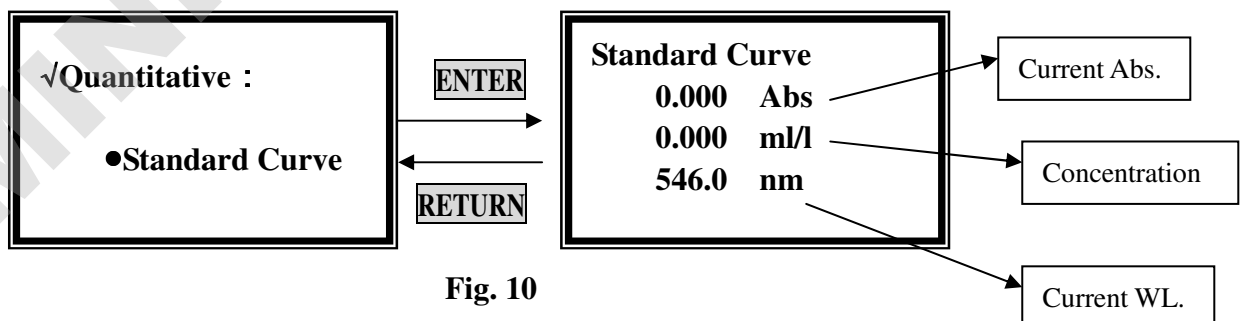 √Quantitative：
●Standard Curve
ENTER
RETURN
Standard Curve
0.000 Abs
0.000 ml/l
546.0 nm
Current Abs.
Concentration
Current WL.
Fig. 10